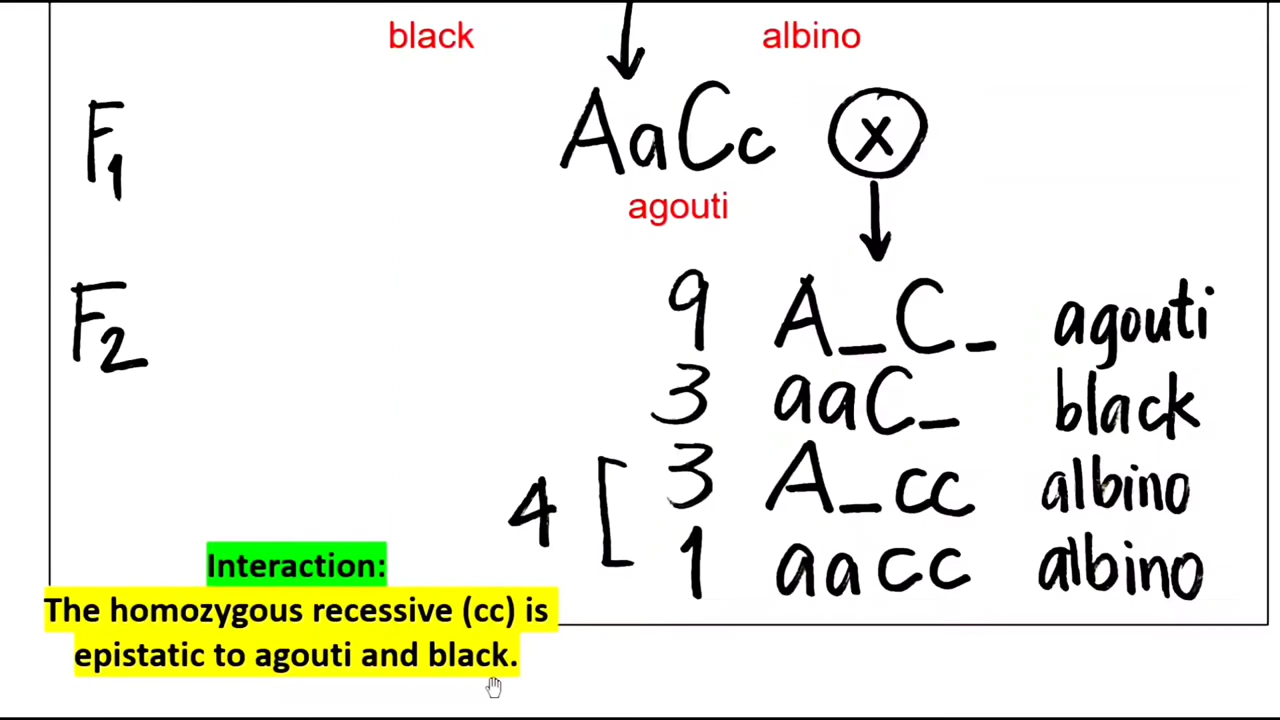 black albino
F1 AaCc X
agouti
F2 9 A_C_ agouti
3 aaC_ black
3 A_cc albino
4
1 aacc albino
Interaction:
The homozygous recessive (cc) is
epistatic to agouti and black.